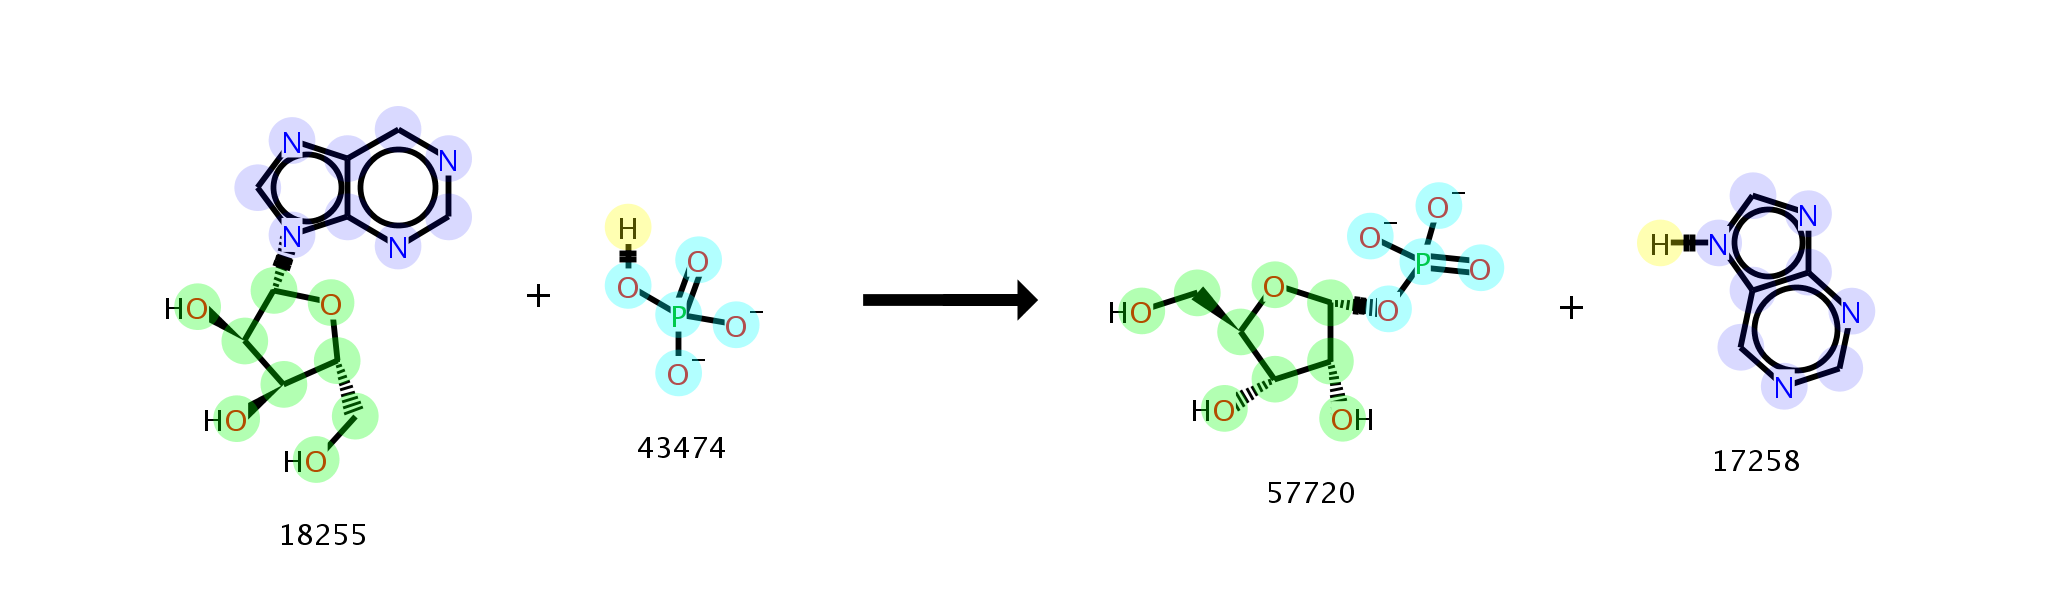 N N
N N
HO O
HO
HO
18255
+
H
O O
P O−
O−
43474
O− O−
P O
O O
HO
HO OH
57720
+
H N N
N
N
17258